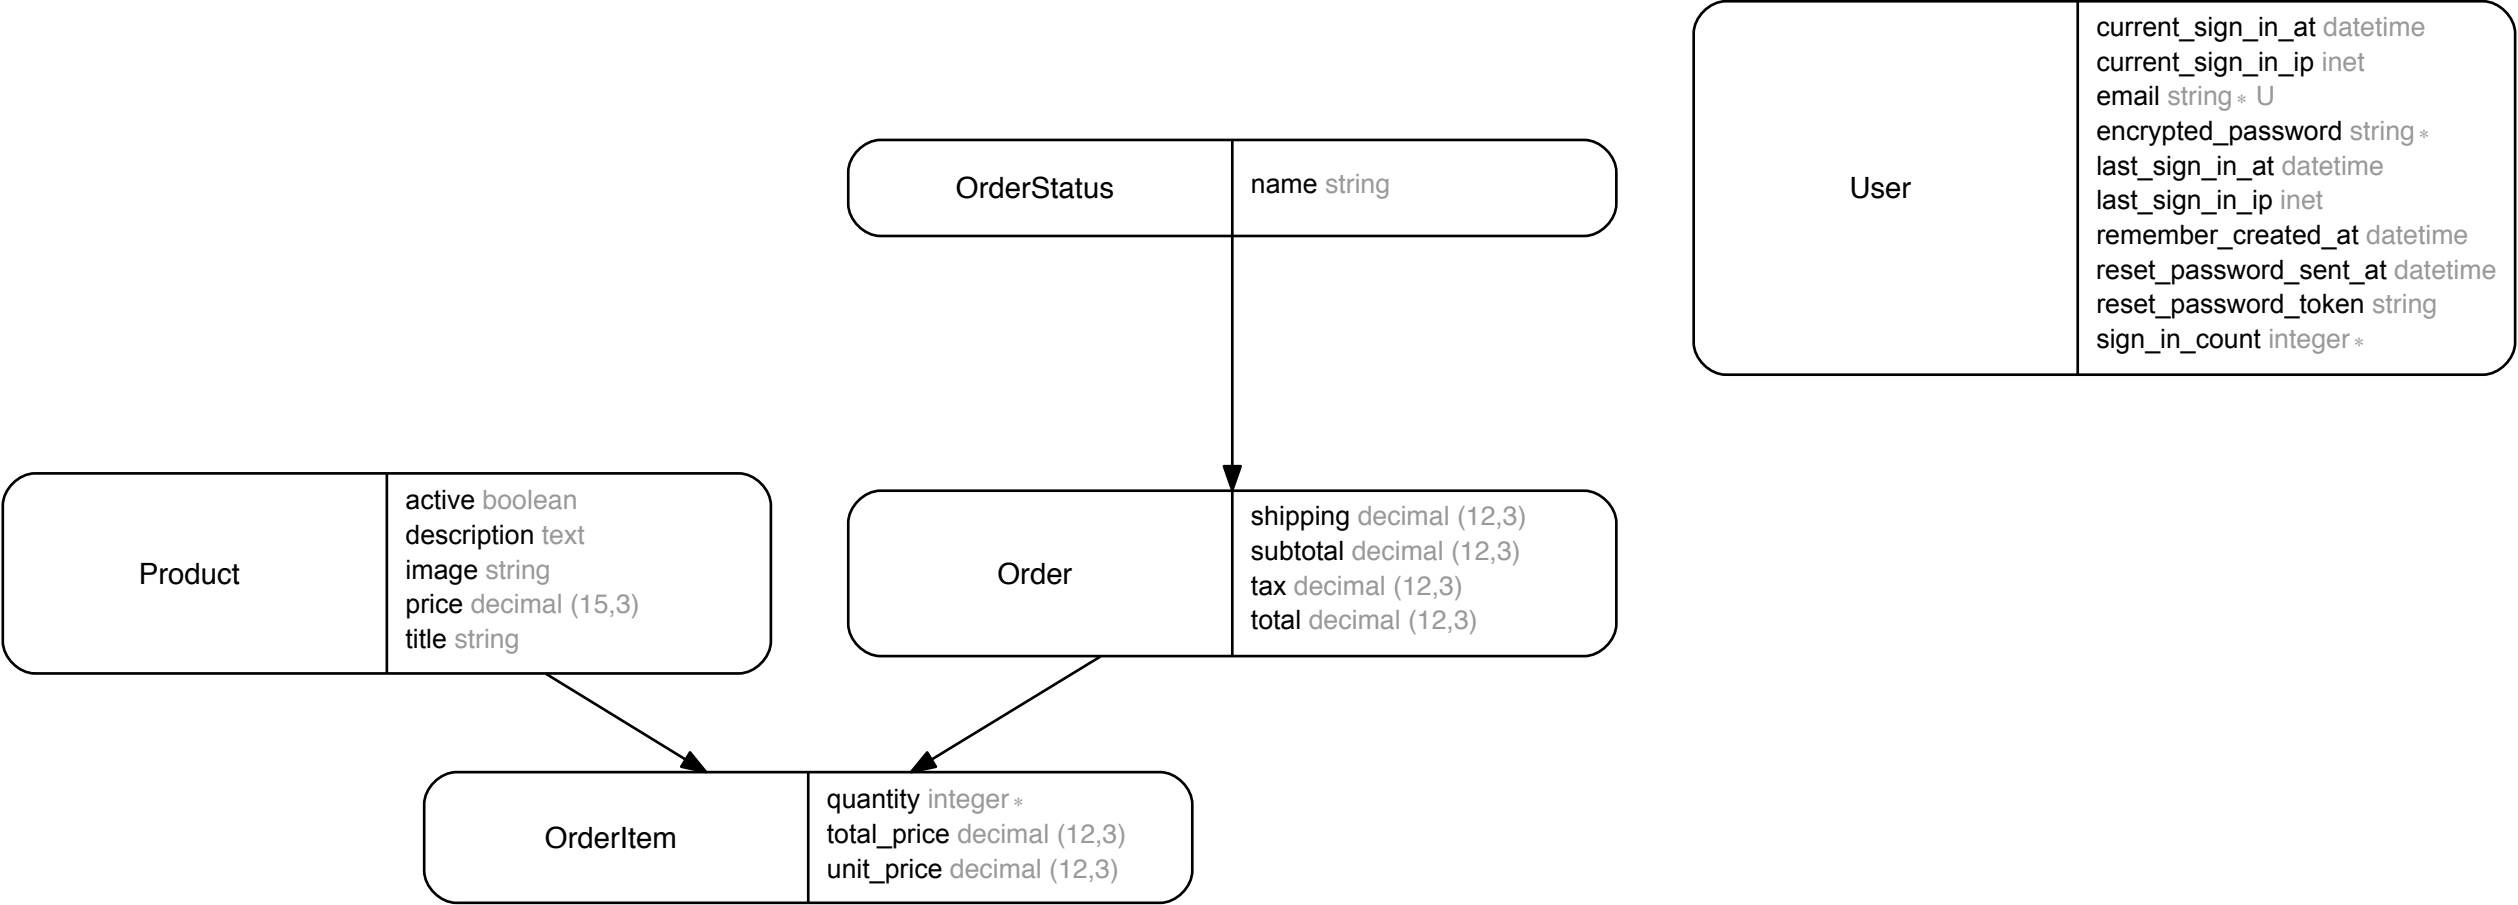 User
current_sign_in_at datetime
current_sign_in_ip inet
email string* U
encrypted_password string*
last_sign_in_at datetime
last_sign_in_ip inet
remember_created_at datetime
reset_password_sent_at datetime
reset_password_token string
sign_in_count integer*
OrderStatus
name string
Product
active boolean
description text
image string
price decimal (15,3)
title string
Order
shipping decimal (12,3)
subtotal decimal (12,3)
tax decimal (12,3)
total decimal (12,3)
OrderItem
quantity integer*
total_price decimal (12,3)
unit_price decimal (12,3)